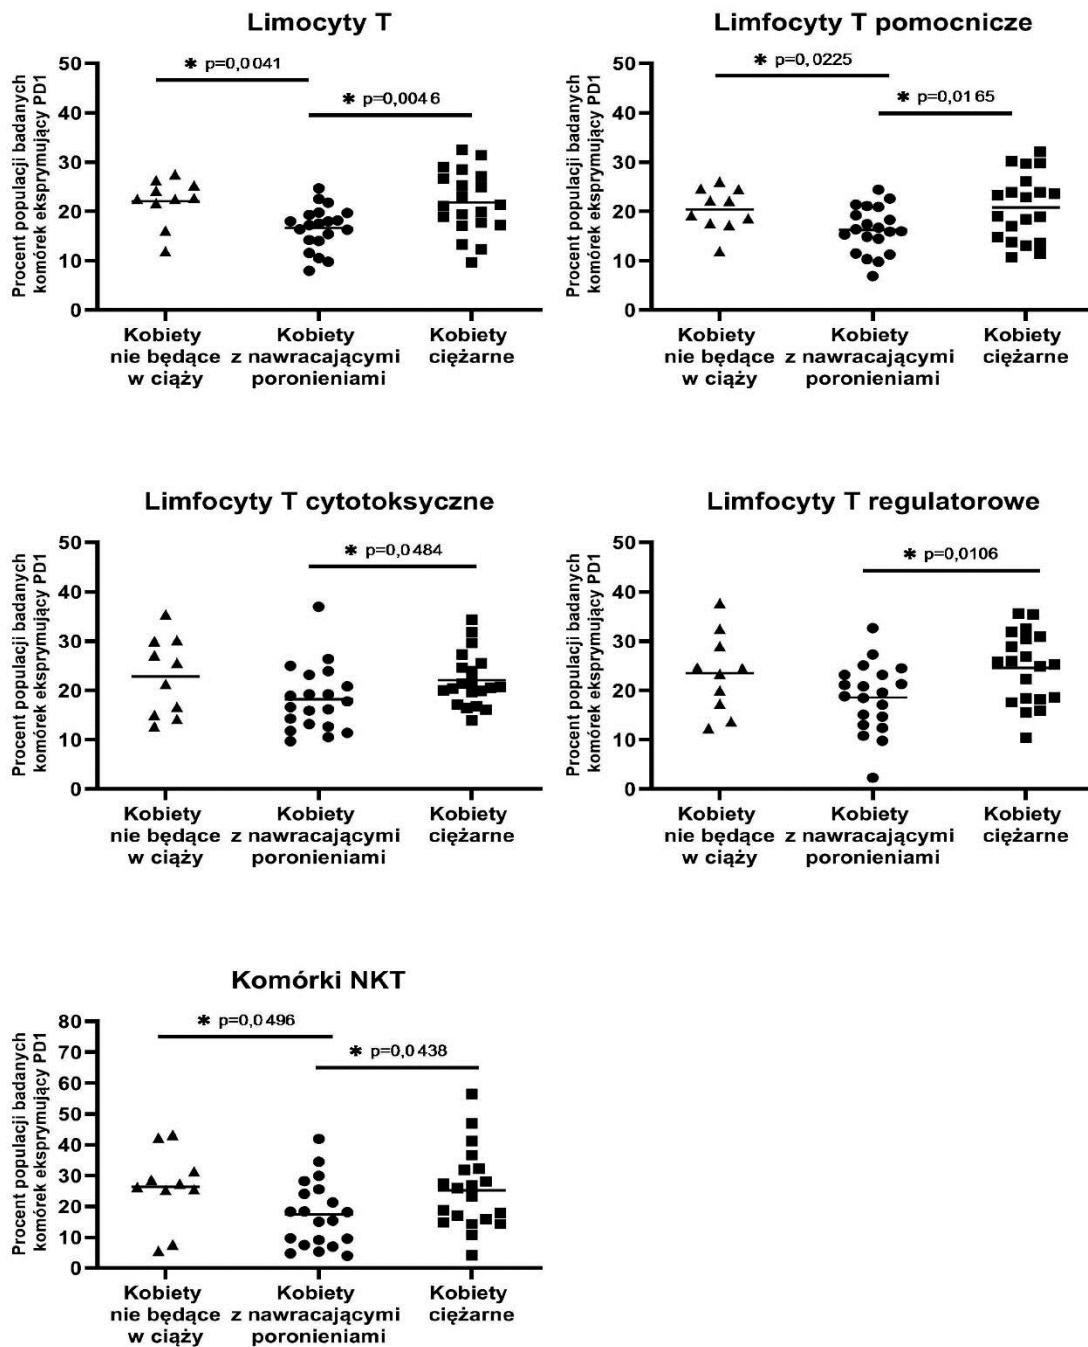 Limocyty T
Procent populacji badanych
komórek eksprymujący PD1
50
40
30
20
10
0
* p=0,0041
* p=0,0046
Kobiety
nie będące
w ciąży
Kobiety
z nawracającymi
poronieniami
Kobiety
ciężarne
Limfocyty T pomocnicze
Procent populacji badanych
komórek eksprymujący PD1
50
40
30
20
10
0
* p=0,0225
* p=0,0165
Kobiety
nie będące
w ciąży
Kobiety
z nawracającymi
poronieniami
Kobiety
ciężarne
Limfocyty T cytotoksyczne
Procent populacji badanych
komórek eksprymujący PD1
50
40
30
20
10
0
* p=0,0484
Kobiety
nie będące
w ciąży
Kobiety
z nawracającymi
poronieniami
Kobiety
ciężarne
Limfocyty T regulatorowe
Procent populacji badanych
komórek eksprymujący PD1
50
40
30
20
10
0
* p=0,0106
Kobiety
nie będące
w ciąży
Kobiety
z nawracającymi
poronieniami
Kobiety
ciężarne
Komórki NKT
Procent populacji badanych
komórek eksprymujący PD1
80
70
60
50
40
30
20
10
0
* p=0,0496
* p=0,0438
Kobiety
nie będące
w ciąży
Kobiety
z nawracającymi
poronieniami
Kobiety
ciężarne